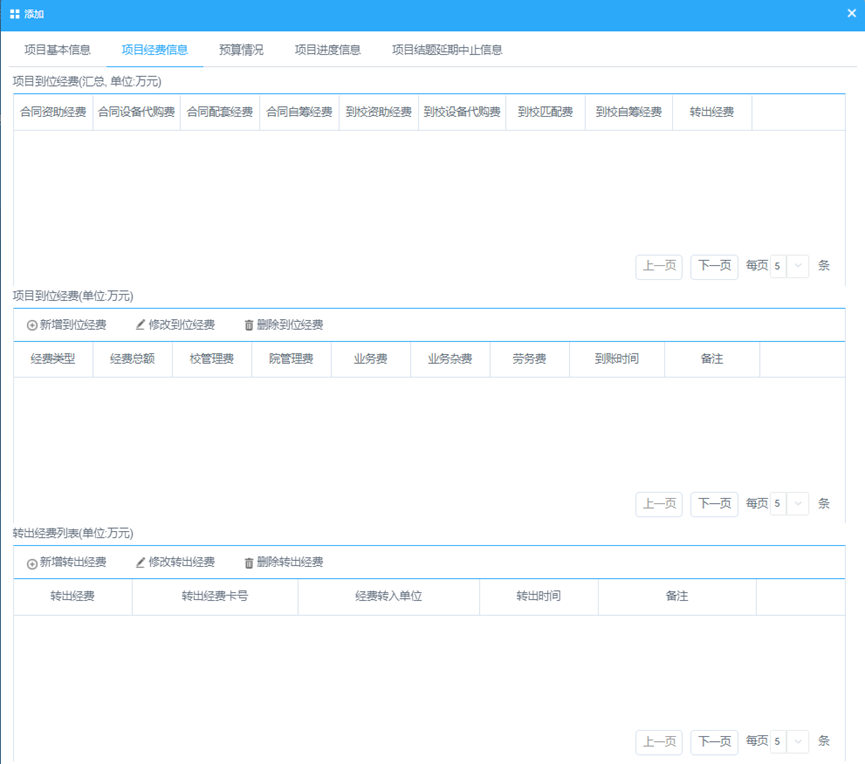 添加
项目基本信息 项目经费信息 预算情况 项目进度信息 项目结题延期中止信息
项目到位经费(汇总, 单位:万元)
合同资助经费 合同设备代购费 合同配套经费 合同自筹经费 到校资助经费 到校设备代购费 到校匹配费 到校自筹经费 转出经费
上一页 下一页 每页 5 条
项目到位经费(单位:万元)
新增到位经费 修改到位经费 删除到位经费
经费类型 经费总额 校管理费 院管理费 业务费 业务杂费 劳务费 到账时间 备注
上一页 下一页 每页 5 条
转出经费列表(单位:万元)
新增转出经费 修改转出经费 删除转出经费
转出经费 转出经费卡号 经费转入单位 转出时间 备注
上一页 下一页 每页 5 条